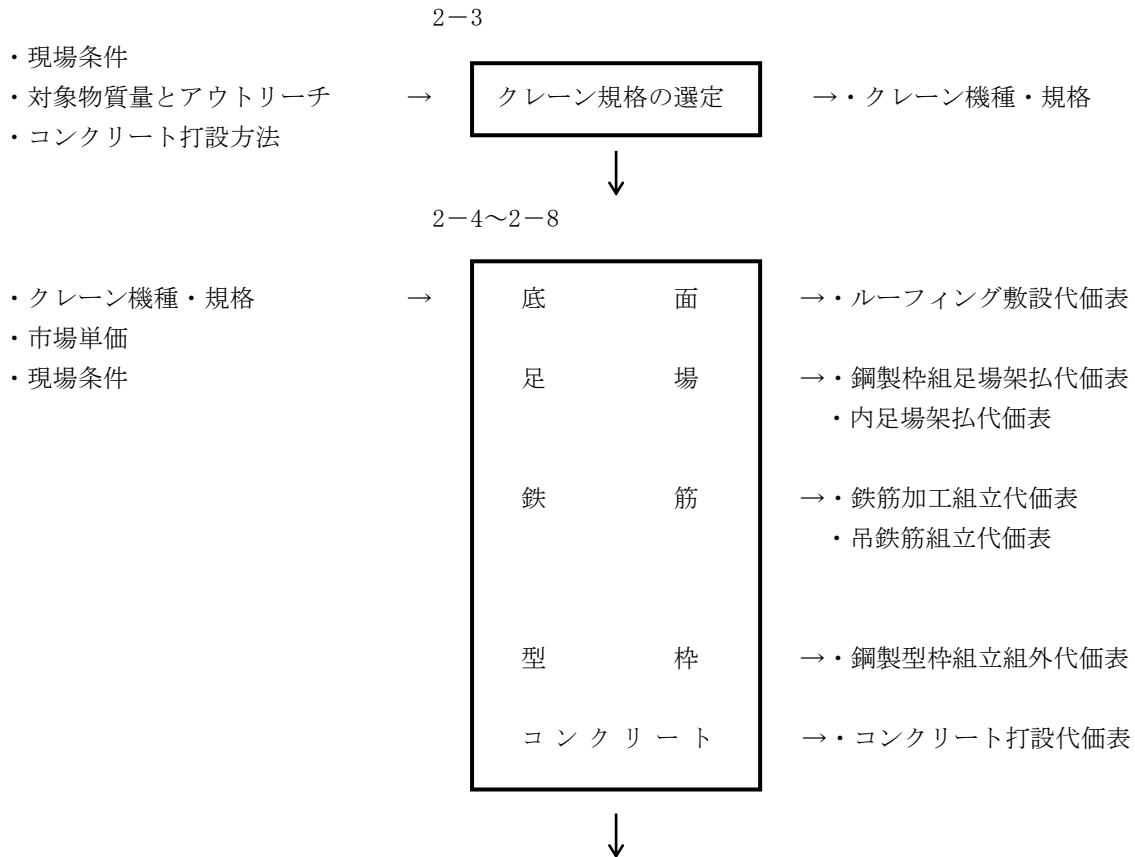 2－3
・現場条件
・対象物質量とアウトリーチ → クレーン規格の選定 →・クレーン機種・規格
・コンクリート打設方法
↓
2－4～2－8
・クレーン機種・規格 → 底面 →・ルーフィング敷設代価表
・市場単価
・現場条件 足場 →・鋼製枠組足場架払代価表
・内足場架払代価表
鉄筋 →・鉄筋加工組立代価表
・吊鉄筋組立代価表
型枠 →・鋼製型枠組立組外代価表
コンクリート →・コンクリート打設代価表
↓